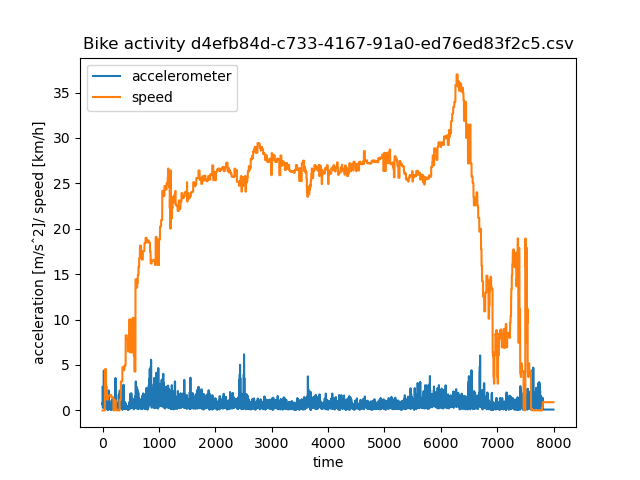 Bike activity d4efb84d-c733-4167-91a0-ed76ed83f2c5.csv
accelerometer
speed
acceleration [m/s^2]/ speed [km/h]
35
30
25
20
15
10
5
0
0 1000 2000 3000 4000 5000 6000 7000 8000
time